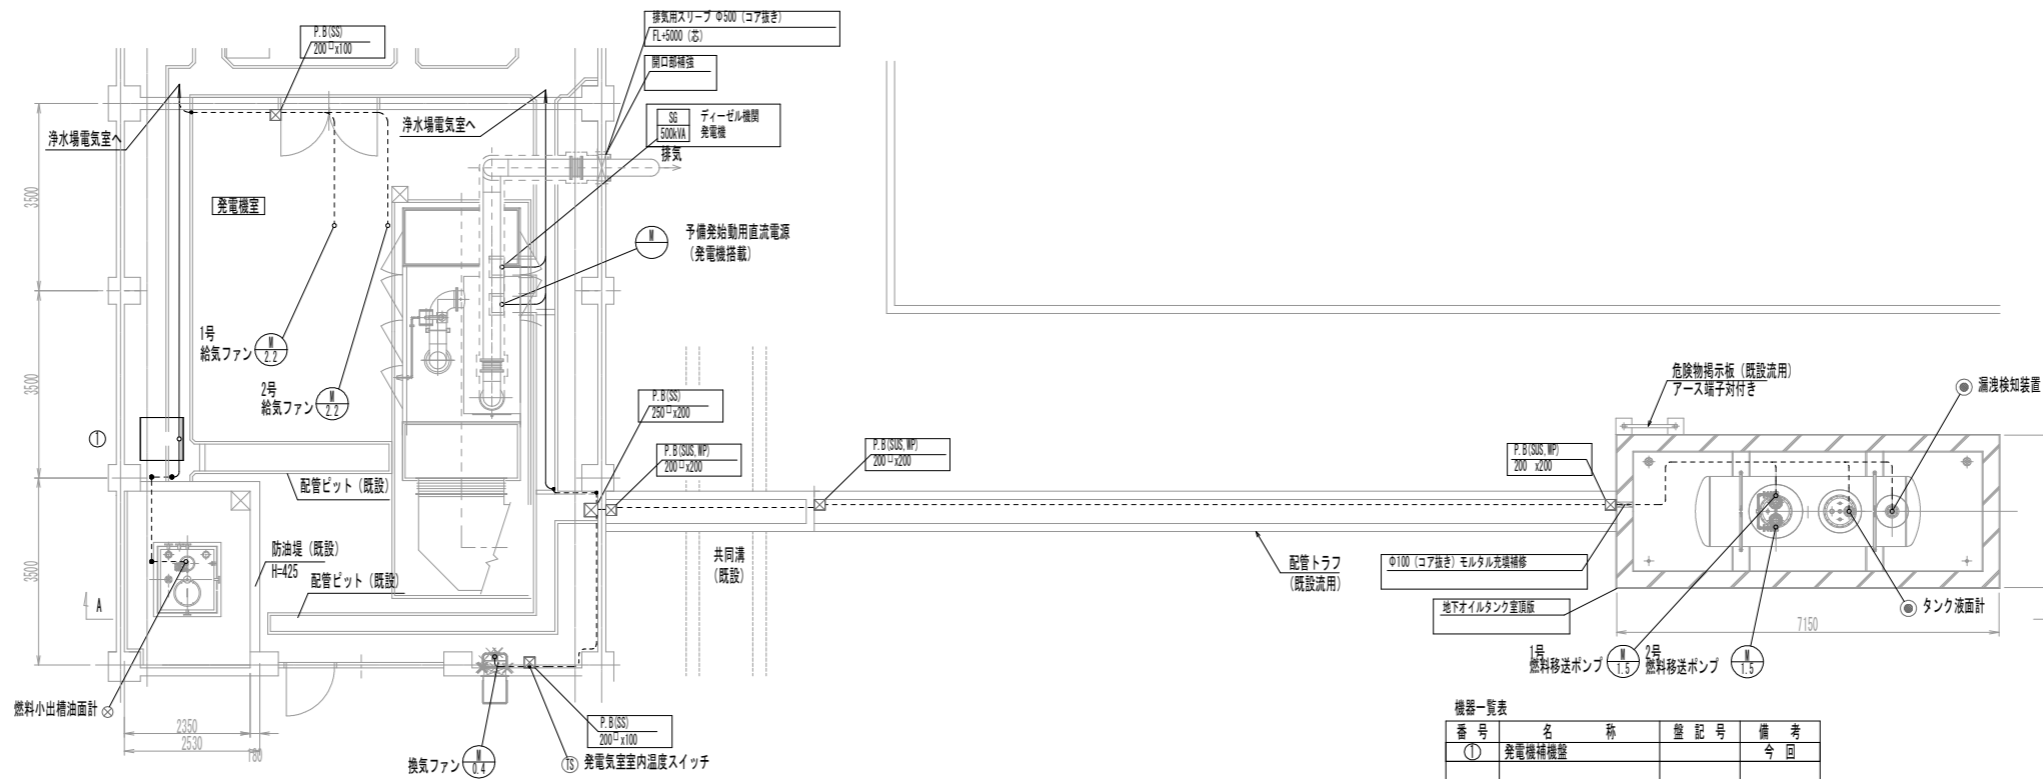 P.B(SS)
200□x100
排気用スリーブ Φ500 (コア抜き)
FL+5000 (芯)
開口部補強
SG
500kVA
ディーゼル機関
発電機
排気
浄水場電気室へ
浄水場電気室へ
発電機室
M
予備発始動用直流電源
(発電機搭載)
3500
3500
3500
1号
給気ファン
M
2.2
2号
給気ファン
M
2.2
①
P.B(SS)
250□x200
P.B(SUS,WP)
200□x200
P.B(SUS,WP)
200□x200
P.B(SUS,WP)
200 x200
危険物掲示板 (既設流用)
アース端子対付き
漏洩検知装置
配管ピット (既設)
防油堤 (既設)
H=425
配管ピット (既設)
A
共同溝
(既設)
配管トラフ
(既設流用)
Φ100 (コア抜き) モルタル充填補修
地下オイルタンク室頂版
タンク液面計
7150
1号
燃料移送ポンプ
M
1.5
2号
燃料移送ポンプ
M
1.5
燃料小出槽油面計
2350
2530
180
換気ファン
M
0.4
P.B(SS)
200□x100
TS
発電気室室内温度スイッチ
機器一覧表
番号 名称 盤記号 備考
① 発電機補機盤 今回